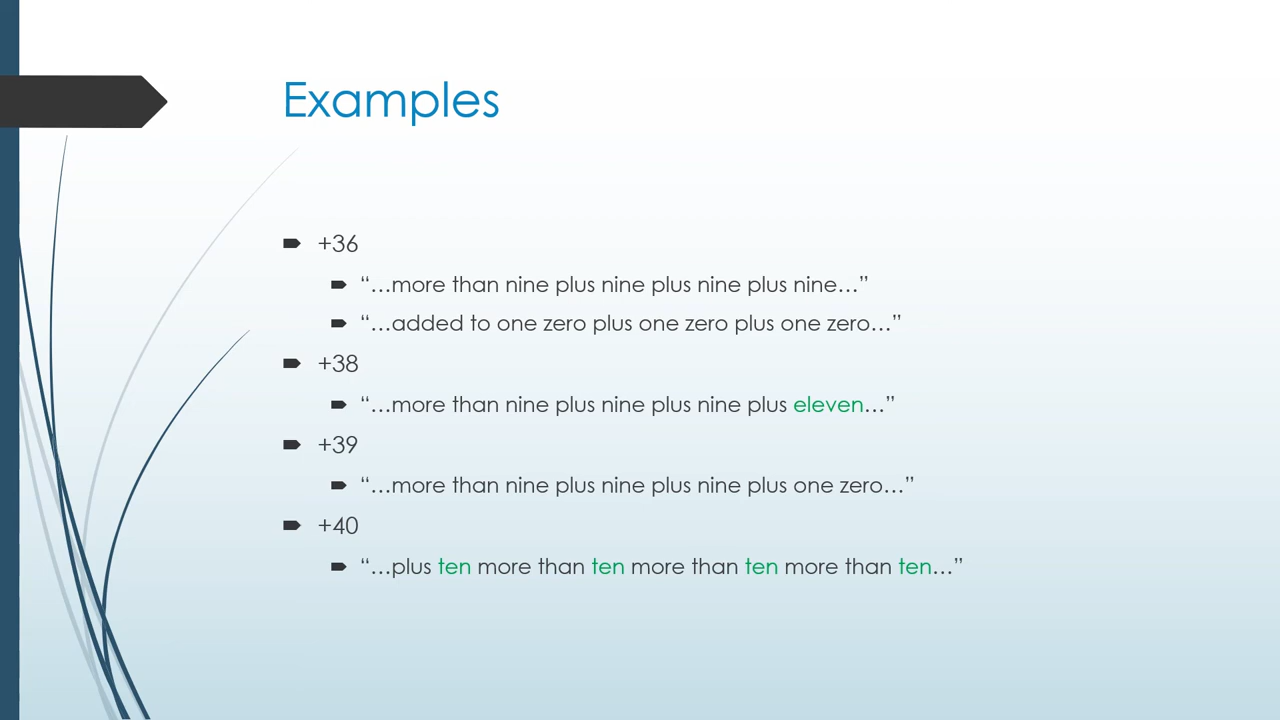 Examples
+36
“…more than nine plus nine plus nine plus nine…”
“…added to one zero plus one zero plus one zero…”
+38
“…more than nine plus nine plus nine plus eleven…”
+39
“…more than nine plus nine plus nine plus one zero…”
+40
“…plus ten more than ten more than ten more than ten…”